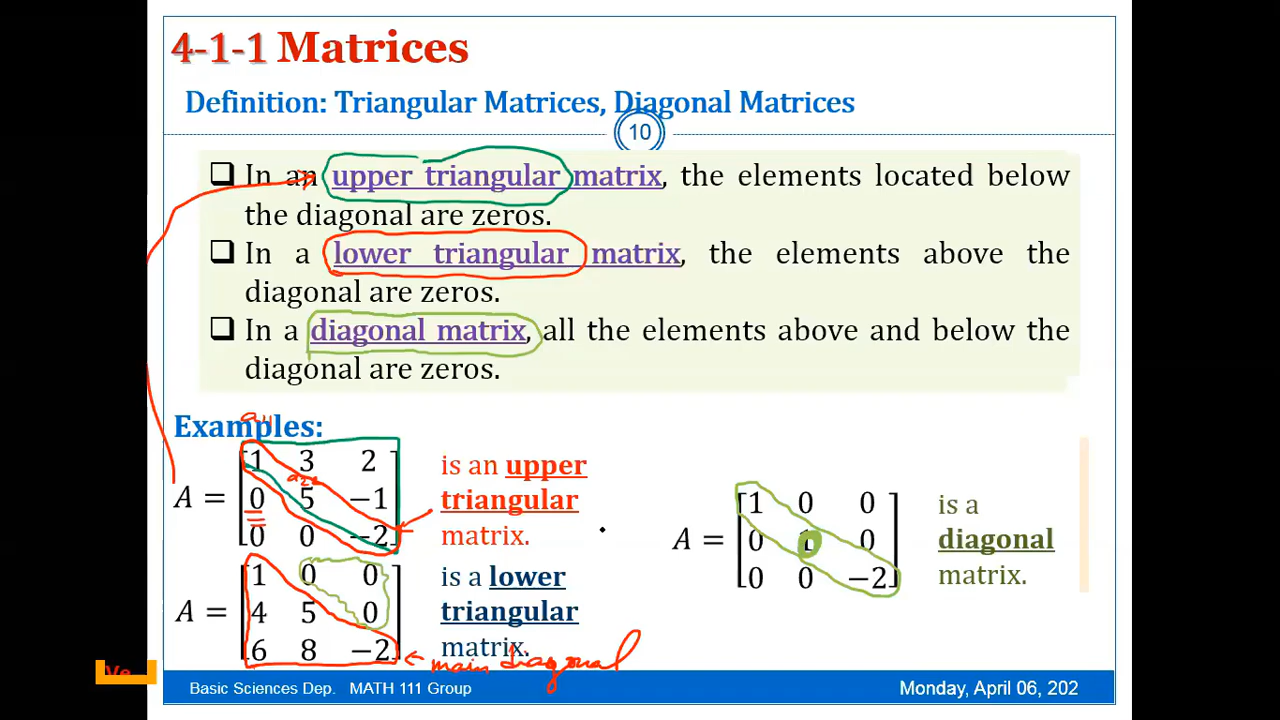 4-1-1 Matrices
Definition: Triangular Matrices, Diagonal Matrices
10
❑ In an upper triangular matrix, the elements located below
the diagonal are zeros.
❑ In a lower triangular matrix, the elements above the
diagonal are zeros.
❑ In a diagonal matrix, all the elements above and below the
diagonal are zeros.
a11
Examples:
A = [1 3 2
0 5 −1
0 0 −2]
a22
is an upper
triangular
matrix.
A = [1 0 0
4 5 0
6 8 −2]
is a lower
triangular
matrix.
main diagonal
A = [1 0 0
0 1 0
0 0 −2]
is a
diagonal
matrix.
Ve
Basic Sciences Dep. MATH 111 Group
Monday, April 06, 202